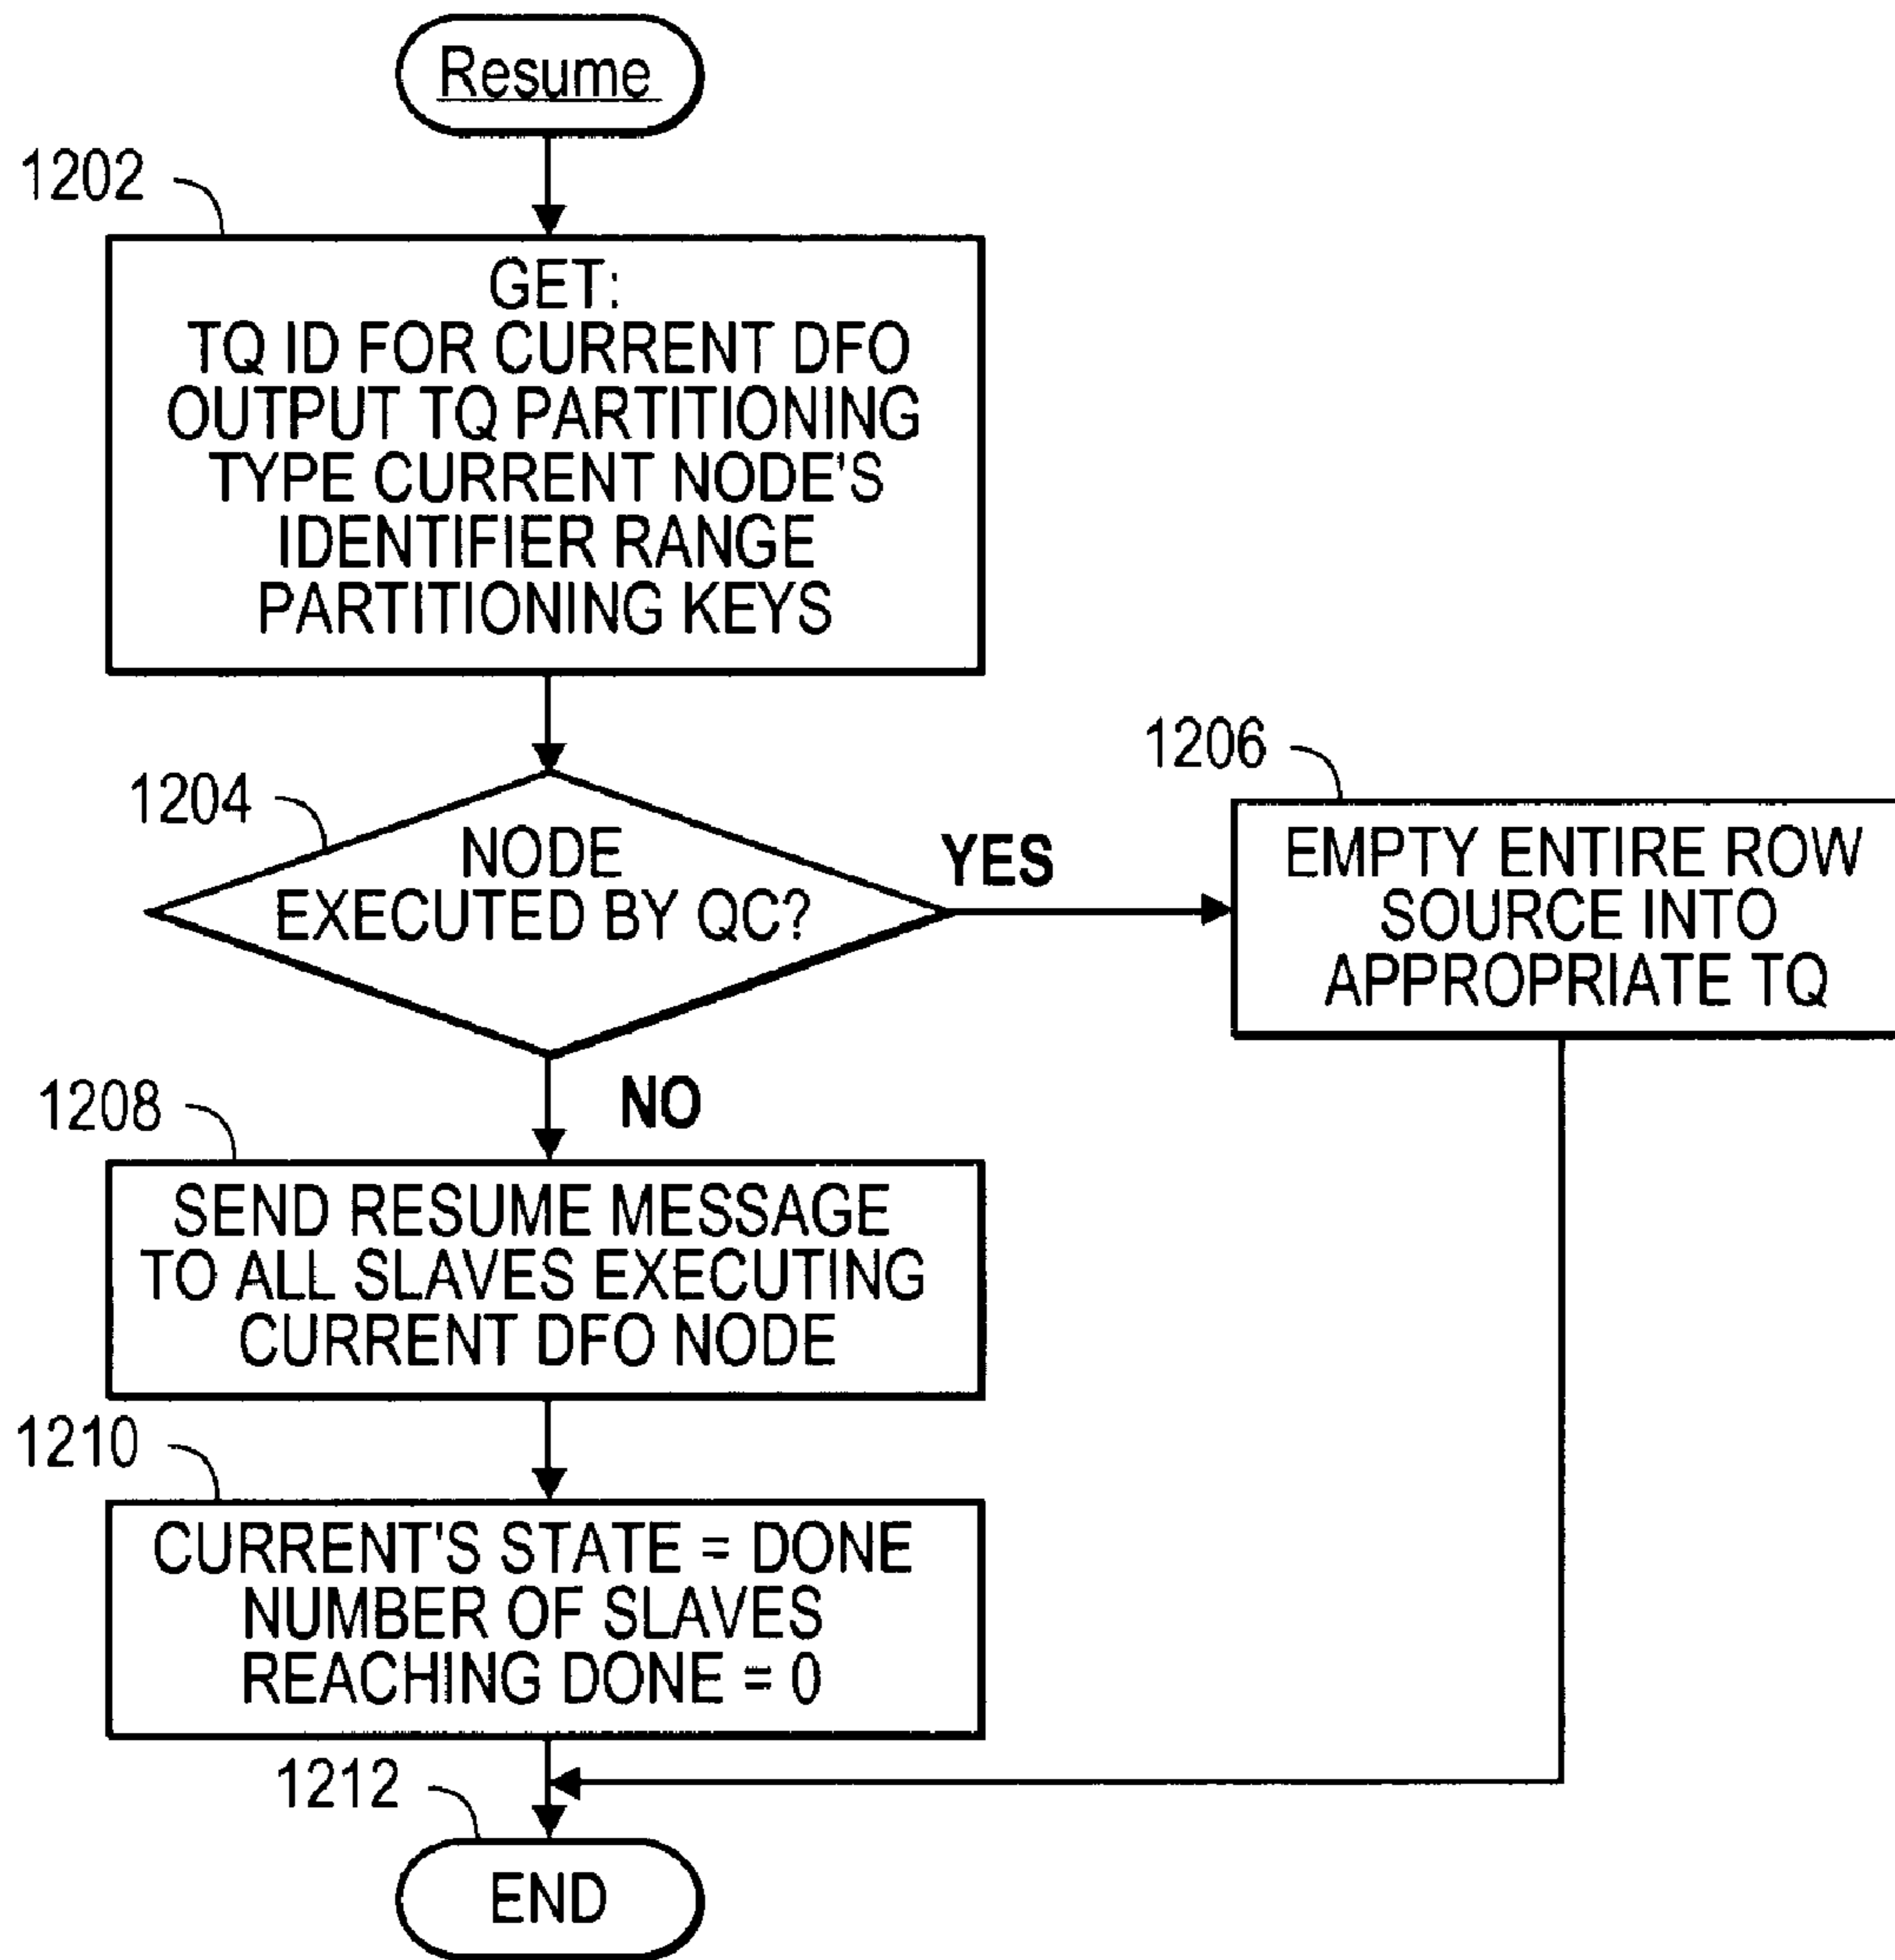 Resume
1202
GET:
TQ ID FOR CURRENT DFO
OUTPUT TQ PARTITIONING
TYPE CURRENT NODE'S
IDENTIFIER RANGE
PARTITIONING KEYS
1204
NODE
EXECUTED BY QC?
YES
1206
EMPTY ENTIRE ROW
SOURCE INTO
APPROPRIATE TQ
NO
1208
SEND RESUME MESSAGE
TO ALL SLAVES EXECUTING
CURRENT DFO NODE
1210
CURRENT'S STATE = DONE
NUMBER OF SLAVES
REACHING DONE = 0
1212
END